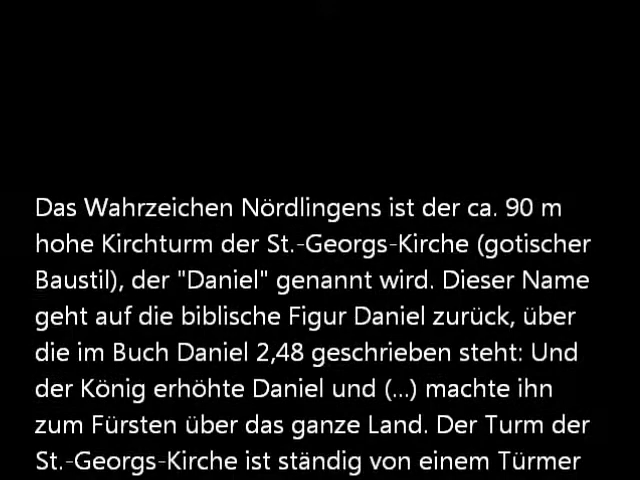 Das Wahrzeichen Nördlingens ist der ca. 90 m
hohe Kirchturm der St.-Georgs-Kirche (gotischer
Baustil), der "Daniel" genannt wird. Dieser Name
geht auf die biblische Figur Daniel zurück, über
die im Buch Daniel 2,48 geschrieben steht: Und
der König erhöhte Daniel und (...) machte ihn
zum Fürsten über das ganze Land. Der Turm der
St.-Georgs-Kirche ist ständig von einem Türmer